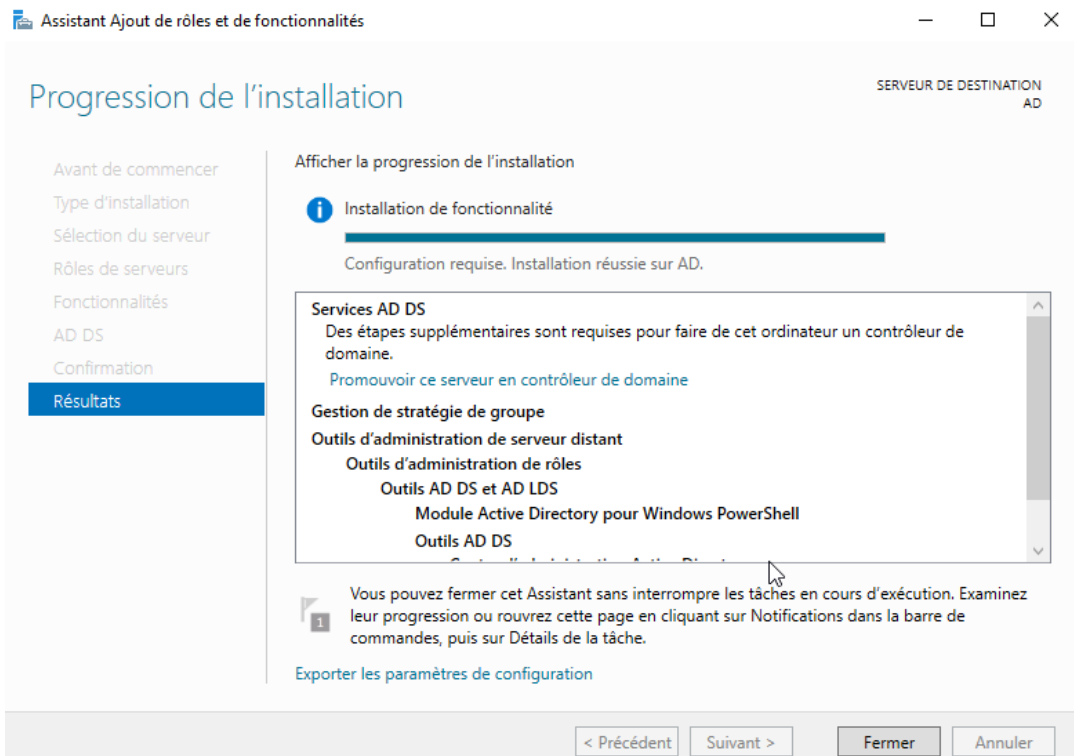 Assistant Ajout de rôles et de fonctionnalités
Progression de l'installation
SERVEUR DE DESTINATION
AD
Avant de commencer
Type d'installation
Sélection du serveur
Rôles de serveurs
Fonctionnalités
AD DS
Confirmation
Résultats
Afficher la progression de l'installation
Installation de fonctionnalité
Configuration requise. Installation réussie sur AD.
Services AD DS
Des étapes supplémentaires sont requises pour faire de cet ordinateur un contrôleur de
domaine.
Promouvoir ce serveur en contrôleur de domaine
Gestion de stratégie de groupe
Outils d'administration de serveur distant
Outils d'administration de rôles
Outils AD DS et AD LDS
Module Active Directory pour Windows PowerShell
Outils AD DS
1
Vous pouvez fermer cet Assistant sans interrompre les tâches en cours d'exécution. Examinez
leur progression ou rouvrez cette page en cliquant sur Notifications dans la barre de
commandes, puis sur Détails de la tâche.
Exporter les paramètres de configuration
< Précédent
Suivant >
Fermer
Annuler